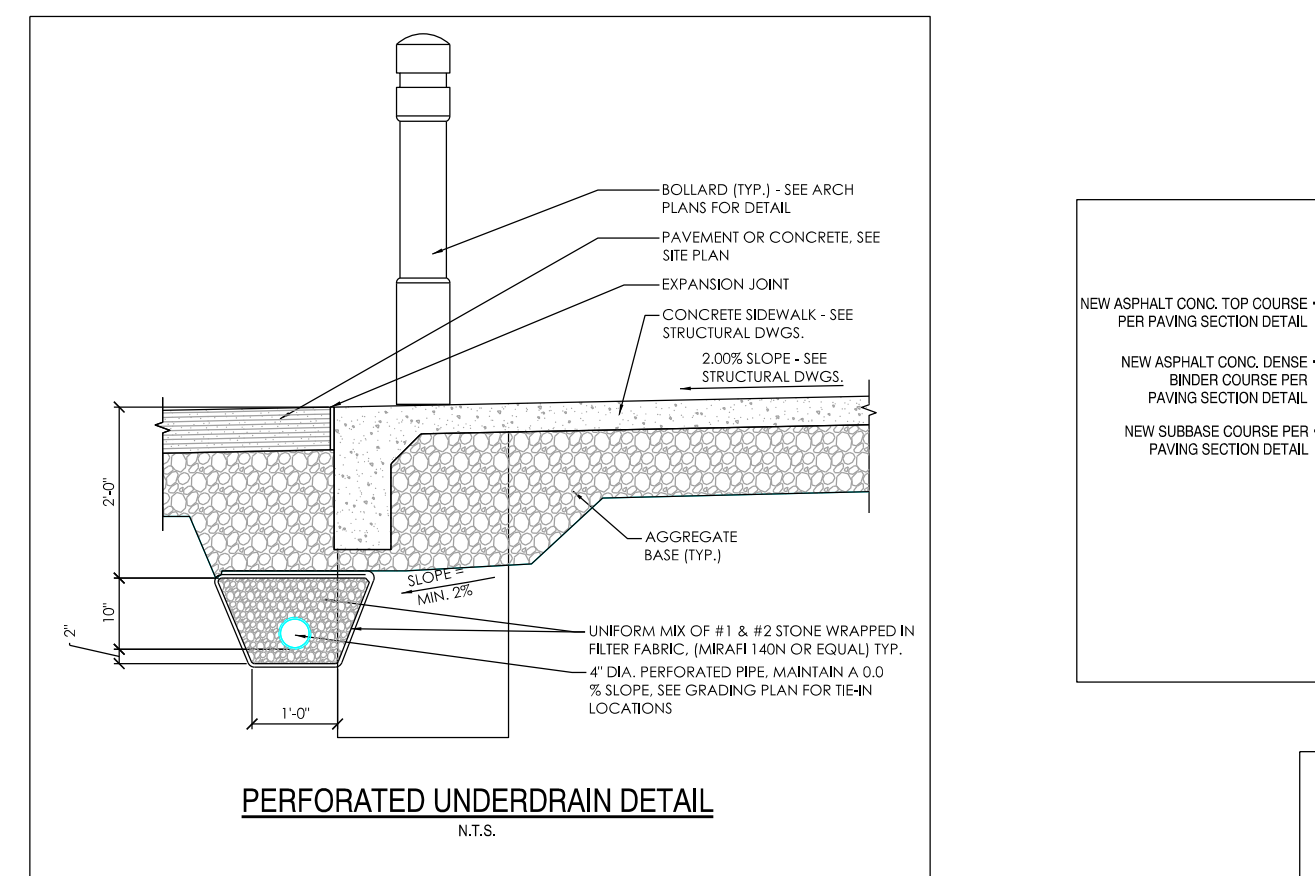 BOLLARD (TYP.) - SEE ARCH
PLANS FOR DETAIL
PAVEMENT OR CONCRETE, SEE
SITE PLAN
EXPANSION JOINT
CONCRETE SIDEWALK - SEE
STRUCTURAL DWGS.
2.00% SLOPE - SEE
STRUCTURAL DWGS.
2'-0"
AGGREGATE
BASE (TYP.)
SLOPE =
MIN. 2%
10"
2"
UNIFORM MIX OF #1 & #2 STONE WRAPPED IN
FILTER FABRIC, (MIRAFI 140N OR EQUAL) TYP.
4" DIA. PERFORATED PIPE, MAINTAIN A 0.0
% SLOPE, SEE GRADING PLAN FOR TIE-IN
LOCATIONS
1'-0"
PERFORATED UNDERDRAIN DETAIL
N.T.S.
NEW ASPHALT CONC. TOP COURSE
PER PAVING SECTION DETAIL
NEW ASPHALT CONC. DENSE
BINDER COURSE PER
PAVING SECTION DETAIL
NEW SUBBASE COURSE PER
PAVING SECTION DETAIL